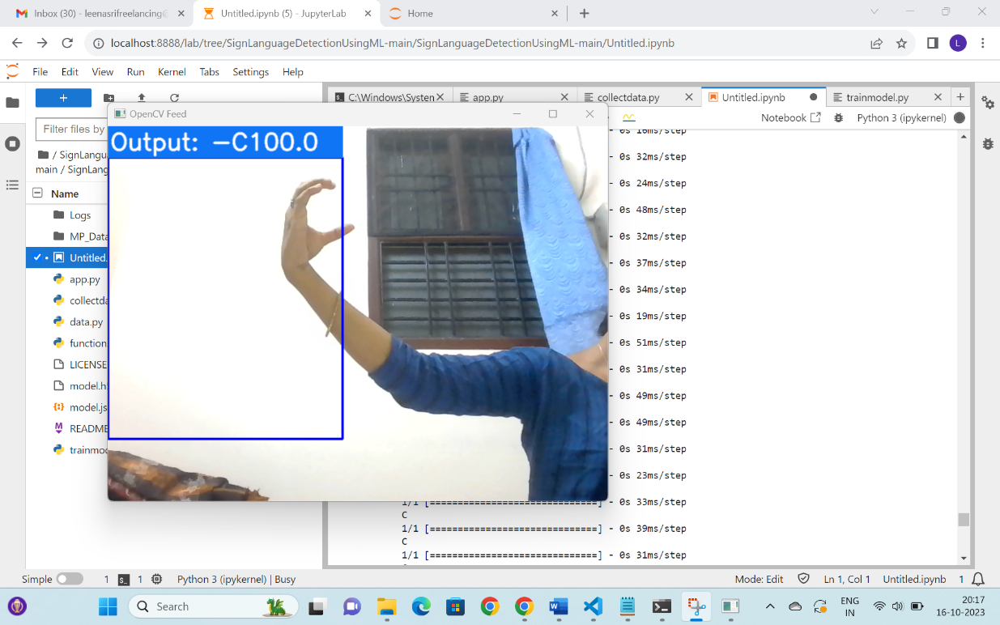 Inbox (30) - leenasrifreelancing@
Untitled.ipynb (5) - JupyterLab
Home
localhost:8888/lab/tree/SignLanguageDetectionUsingML-main/SignLanguageDetectionUsingML-main/Untitled.ipynb
L
File Edit View Run Kernel Tabs Settings Help
C:\Windows\System
app.py
collectdata.py
Untitled.ipynb
trainmodel.py
Notebook
Python 3 (ipykernel)
Filter files by
/ SignLangua
main / SignLang
Name
Logs
MP_Data
Untitled.
app.py
collectda
data.py
function
LICENSE
model.h
model.js
README
trainmod
OpenCV Feed
Output: -C100.0
- 0s 16ms/step
- 0s 32ms/step
- 0s 24ms/step
- 0s 48ms/step
- 0s 32ms/step
- 0s 37ms/step
- 0s 34ms/step
- 0s 19ms/step
- 0s 51ms/step
- 0s 31ms/step
- 0s 49ms/step
- 0s 49ms/step
- 0s 31ms/step
- 0s 23ms/step
1/1 [==============================] - 0s 33ms/step
C
1/1 [==============================] - 0s 39ms/step
C
1/1 [==============================] - 0s 31ms/step
Simple 1 1 Python 3 (ipykernel) | Busy
Mode: Edit Ln 1, Col 1 Untitled.ipynb 1
Search
ENG
IN
20:17
16-10-2023